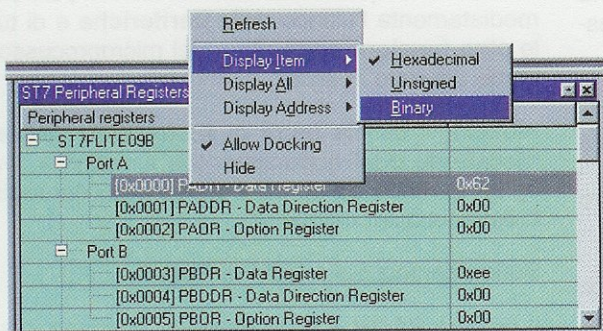 Refresh
Display Item
Display All
Display Address
Allow Docking
Hide
Hexadecimal
Unsigned
Binary
ST7 Peripheral Registers
Peripheral registers
ST7FLITE09B
Port A
[0x0000] PADR - Data Register 0x62
[0x0001] PADDR - Data Direction Register 0x00
[0x0002] PAOR - Option Register 0x00
Port B
[0x0003] PBDR - Data Register 0xee
[0x0004] PBDDR - Data Direction Register 0x00
[0x0005] PBOR - Option Register 0x00